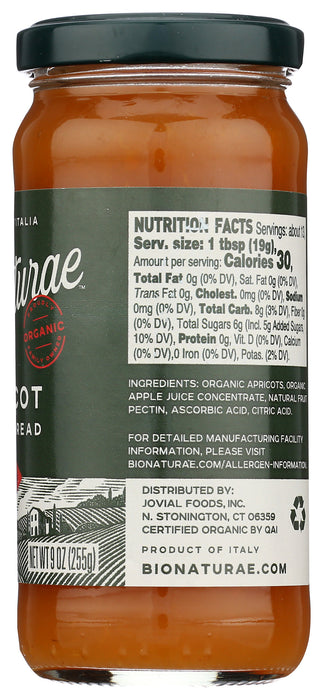 ITALIA
turae™
PROUDLY
ORGANIC
FAMILY OWNED
COT
READ
NET WT 9 OZ (255g)
NUTRITION FACTS Servings: about 13,
Serv. size: 1 tbsp (19g),
Amount per serving: Calories 30,
Total Fat 0g (0% DV), Sat. Fat 0g (0% DV),
Trans Fat 0g, Cholest. 0mg (0% DV), Sodium
0mg (0% DV), Total Carb. 8g (3% DV), Fiber 0g
(0% DV), Total Sugars 6g (Incl. 5g Added Sugars,
10% DV), Protein 0g, Vit. D (0% DV), Calcium
(0% DV), Iron (0% DV), Potas. (2% DV).
INGREDIENTS: ORGANIC APRICOTS, ORGANIC
APPLE JUICE CONCENTRATE, NATURAL FRUIT
PECTIN, ASCORBIC ACID, CITRIC ACID.
FOR DETAILED MANUFACTURING FACILITY
INFORMATION, PLEASE VISIT
BIONATURAE.COM/ALLERGEN-INFORMATION
DISTRIBUTED BY:
JOVIAL FOODS, INC.
N. STONINGTON, CT 06359
CERTIFIED ORGANIC BY QAI
PRODUCT OF ITALY
BIONATURAE.COM